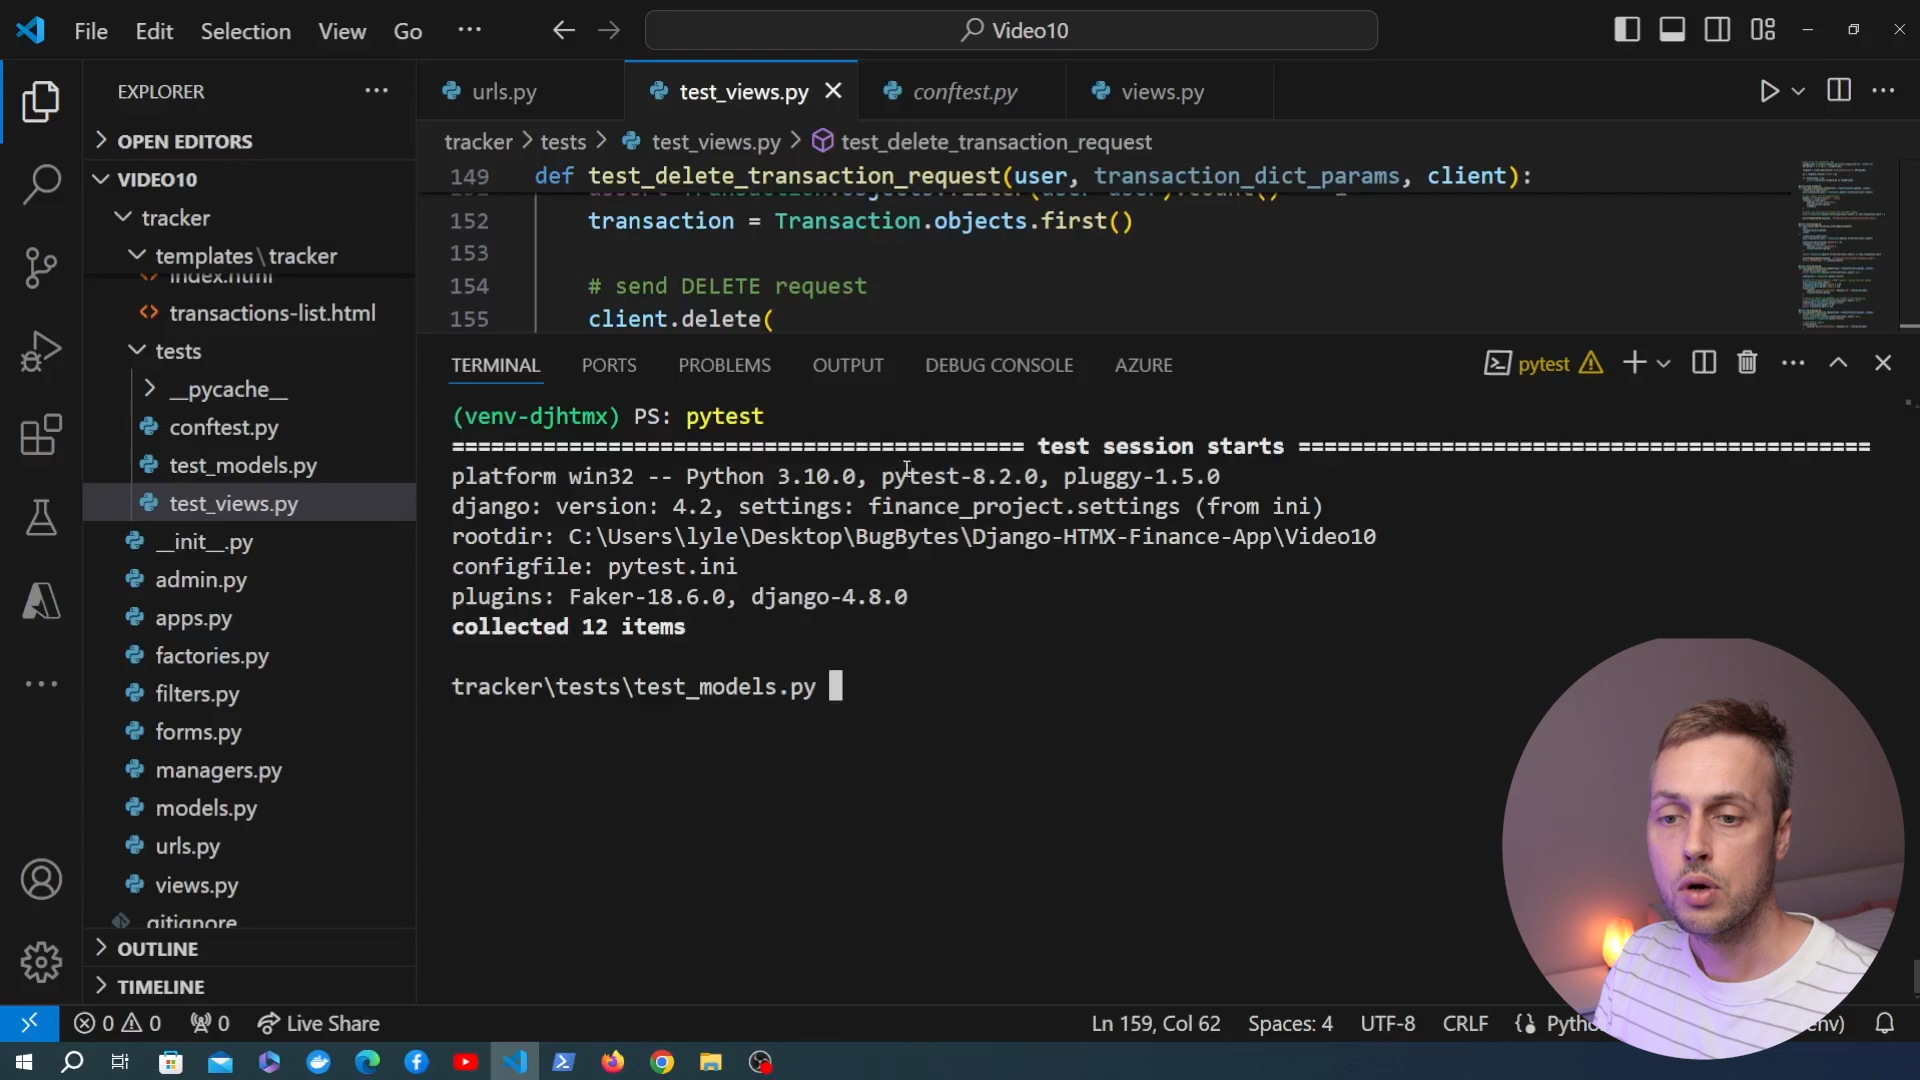 File Edit Selection View Go ···
Video10
EXPLORER
OPEN EDITORS
VIDEO10
tracker
templates\tracker
index.html
transactions-list.html
tests
__pycache__
conftest.py
test_models.py
test_views.py
__init__.py
admin.py
apps.py
factories.py
filters.py
forms.py
managers.py
models.py
urls.py
views.py
.gitignore
OUTLINE
TIMELINE
urls.py test_views.py conftest.py views.py
tracker > tests > test_views.py > test_delete_transaction_request
149 def test_delete_transaction_request(user, transaction_dict_params, client):
152 transaction = Transaction.objects.first()
153
154 # send DELETE request
155 client.delete(
TERMINAL PORTS PROBLEMS OUTPUT DEBUG CONSOLE AZURE
pytest
(venv-djhtmx) PS: pytest
============================================ test session starts ============================================
platform win32 -- Python 3.10.0, pytest-8.2.0, pluggy-1.5.0
django: version: 4.2, settings: finance_project.settings (from ini)
rootdir: C:\Users\lyle\Desktop\BugBytes\Django-HTMX-Finance-App\Video10
configfile: pytest.ini
plugins: Faker-18.6.0, django-4.8.0
collected 12 items
tracker\tests\test_models.py
0 0 0 Live Share Ln 159, Col 62 Spaces: 4 UTF-8 CRLF